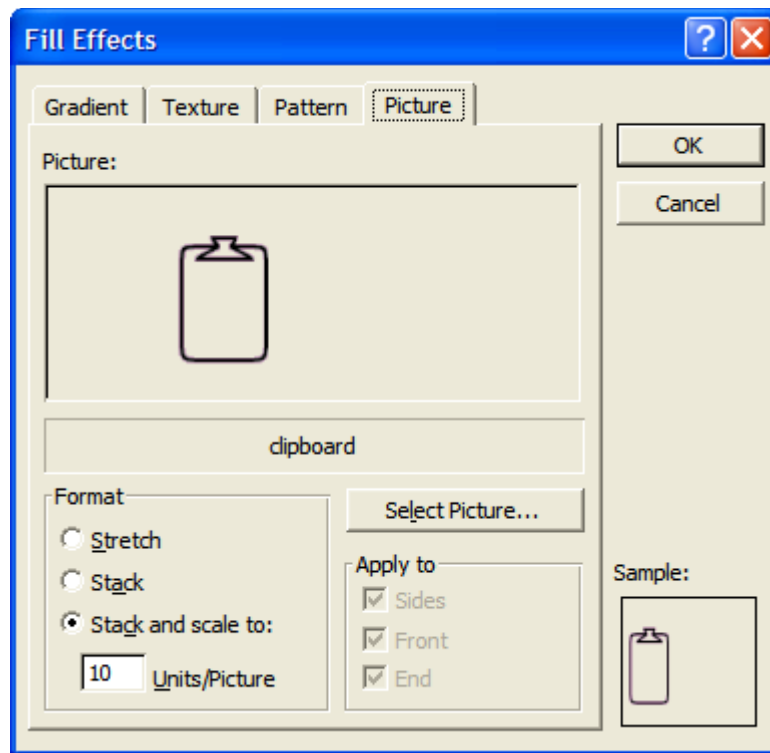 Fill Effects
?
Gradient Texture Pattern Picture
Picture:
OK
Cancel
clipboard
Format
Stretch
Stack
Stack and scale to:
10 Units/Picture
Select Picture...
Apply to
Sides
Front
End
Sample: